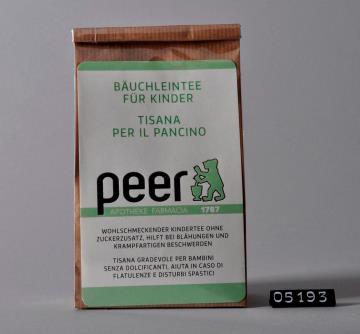 BÄUCHLEINTEE
FÜR KINDER
TISANA
PER IL PANCINO
peer
APOTHEKE FARMACIA 1787
WOHLSCHMECKENDER KINDERTEE OHNE
ZUCKERZUSATZ, HILFT BEI BLÄHUNGEN UND
KRAMPFARTIGEN BESCHWERDEN
TISANA GRADEVOLE PER BAMBINI
SENZA DOLCIFICANTI, AIUTA IN CASO DI
FLATULENZE E DISTURBI SPASTICI
05193